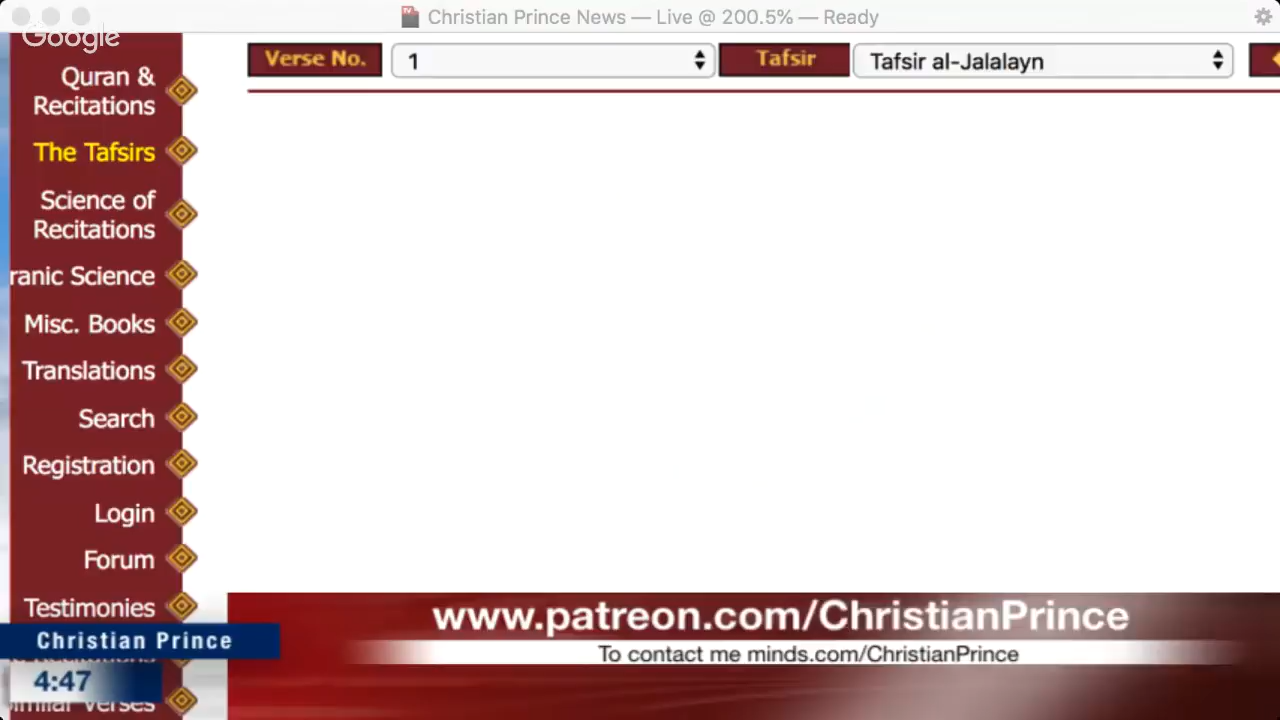 Christian Prince News — Live @ 200.5% — Ready
Google
Verse No.
1
Tafsir
Tafsir al-Jalalayn
Quran &
Recitations
The Tafsirs
Science of
Recitations
ranic Science
Misc. Books
Translations
Search
Registration
Login
Forum
Testimonies
www.patreon.com/ChristianPrince
Christian Prince
To contact me minds.com/ChristianPrince
4:47
Verses